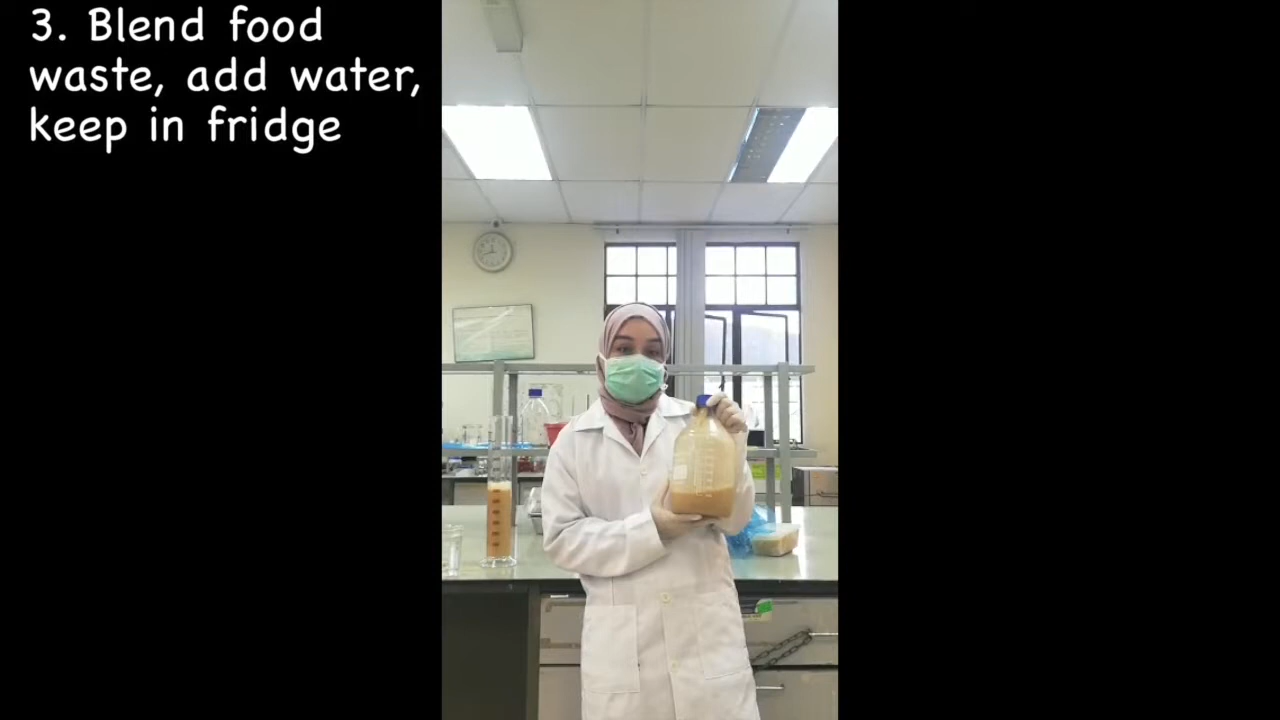 3. Blend food
waste, add water,
keep in fridge